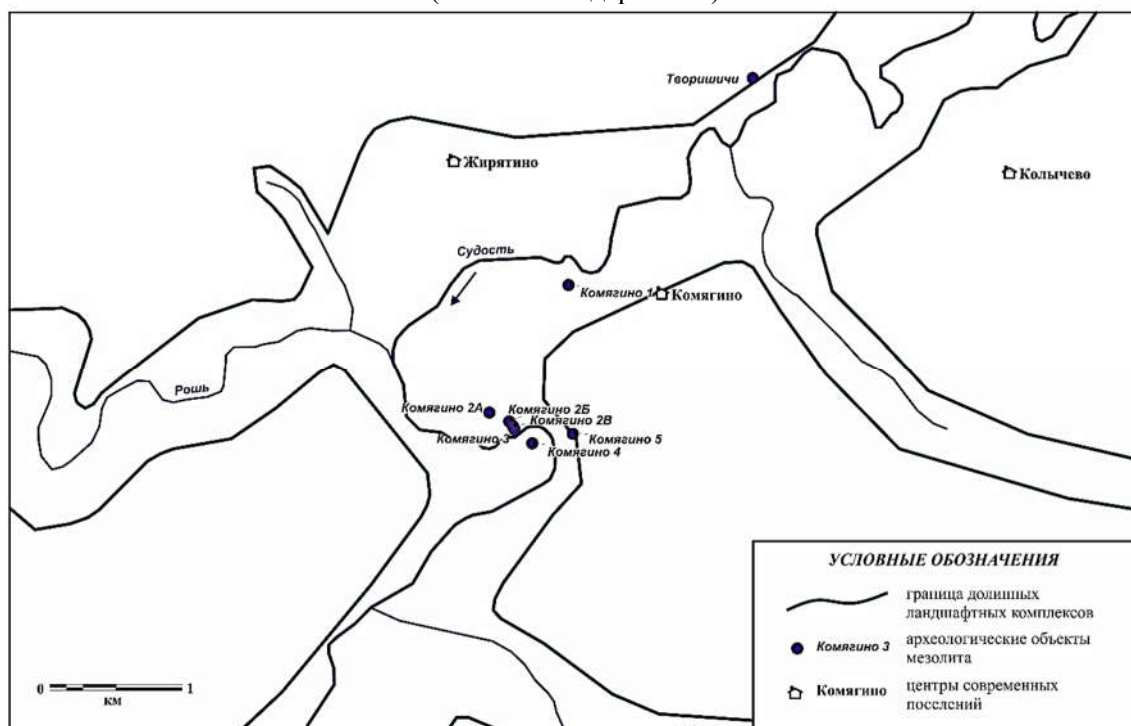 Творишичи
Жирятино
Колычево
Судость
Комягино 1
Комягино
Рошь
Комягино 2А
Комягино 2Б
Комягино 2В
Комягино 3
Комягино 5
Комягино 4
УСЛОВНЫЕ ОБОЗНАЧЕНИЯ
граница долинных
ландшафтных комплексов
Комягино 3
археологические объекты
мезолита
Комягино
центры современных
поселений
0 1
км